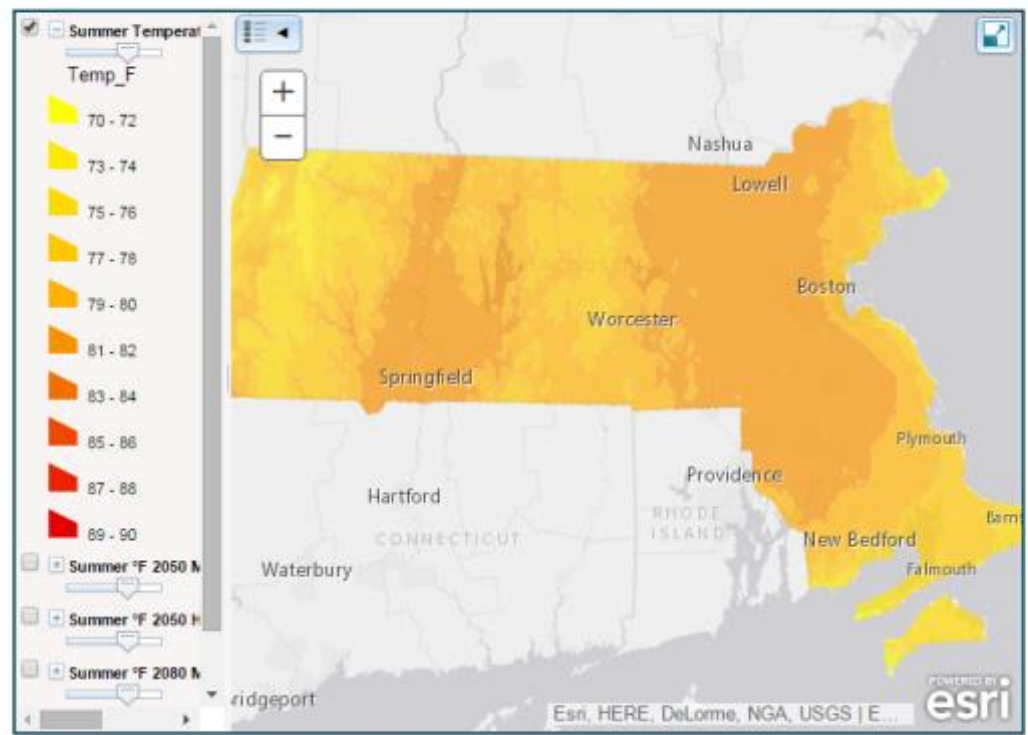 Summer Temperat
Temp_F
70 - 72
73 - 74
75 - 76
77 - 78
79 - 80
81 - 82
83 - 84
85 - 86
87 - 88
89 - 90
Summer °F 2050 M
Summer °F 2050 H
Summer °F 2080 M
+
−
Nashua
Lowell
Boston
Worcester
Springfield
Plymouth
Providence
Hartford
RHODE
ISLAND
CONNECTICUT
New Bedford
Barns
Waterbury
Falmouth
ridgeport
Esri, HERE, DeLorme, NGA, USGS | E...
POWERED BY
esri